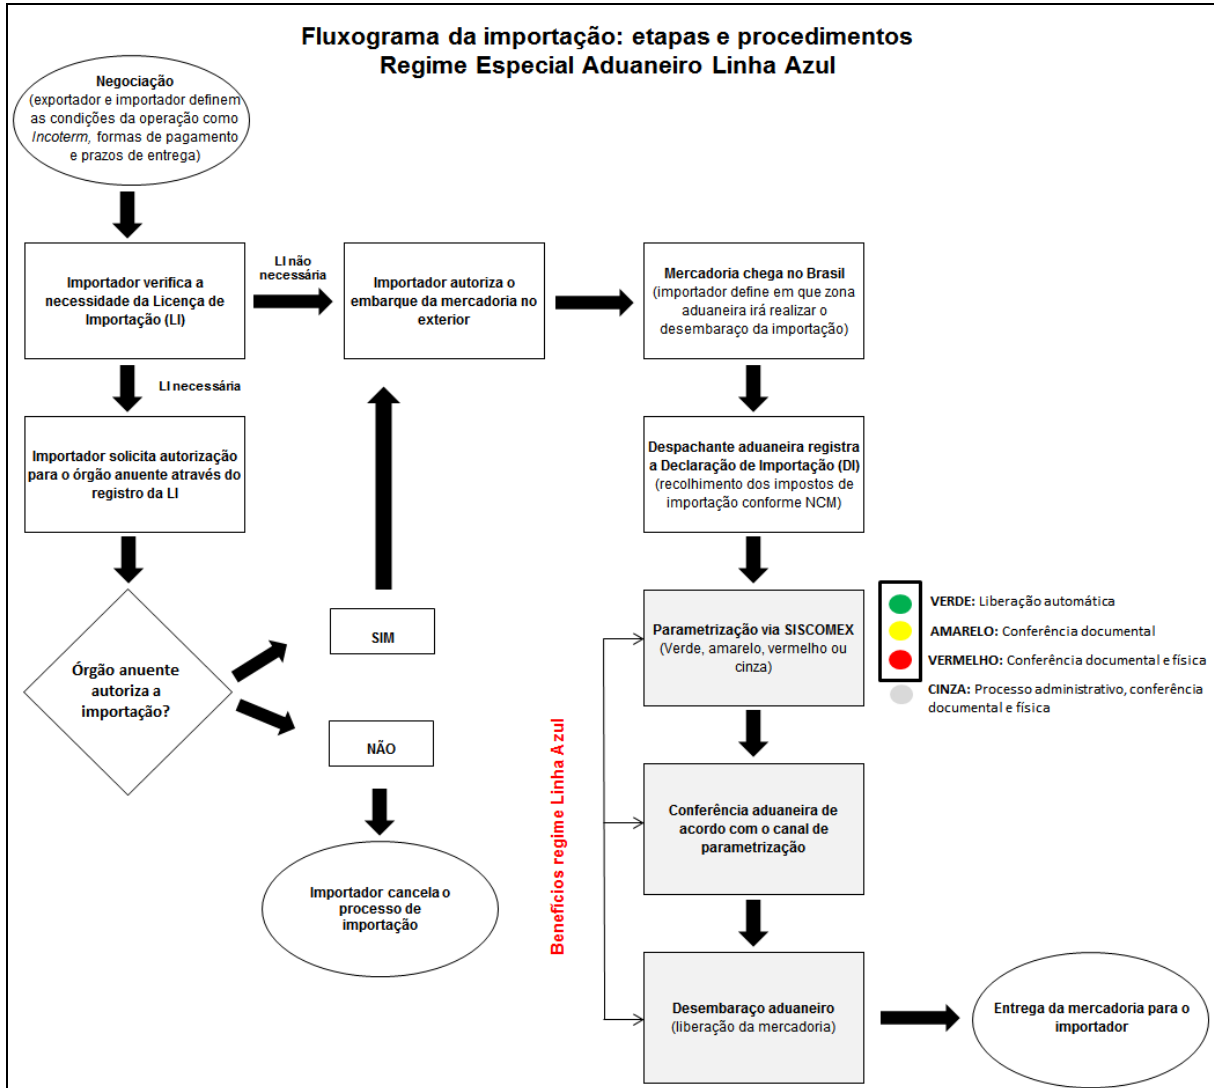 Fluxograma da importação: etapas e procedimentos
Regime Especial Aduaneiro Linha Azul
Negociação
(exportador e importador definem
as condições da operação como
Incoterm, formas de pagamento
e prazos de entrega)
Importador verifica a
necessidade da Licença de
Importação (LI)
LI não
necessária
Importador autoriza o
embarque da mercadoria no
exterior
Mercadoria chega no Brasil
(importador define em que zona
aduaneira irá realizar o
desembaraço da importação)
LI necessária
Importador solicita autorização
para o órgão anuente através do
registro da LI
Despachante aduaneira registra
a Declaração de Importação (DI)
(recolhimento dos impostos de
importação conforme NCM)
Órgão anuente
autoriza a
importação?
SIM
NÃO
Importador cancela o
processo de
importação
Parametrização via SISCOMEX
(Verde, amarelo, vermelho ou
cinza)
VERDE: Liberação automática
AMARELO: Conferência documental
VERMELHO: Conferência documental e física
CINZA: Processo administrativo, conferência
documental e física
Benefícios regime Linha Azul
Conferência aduaneira de
acordo com o canal de
parametrização
Desembaraço aduaneiro
(liberação da mercadoria)
Entrega da mercadoria para o
importador